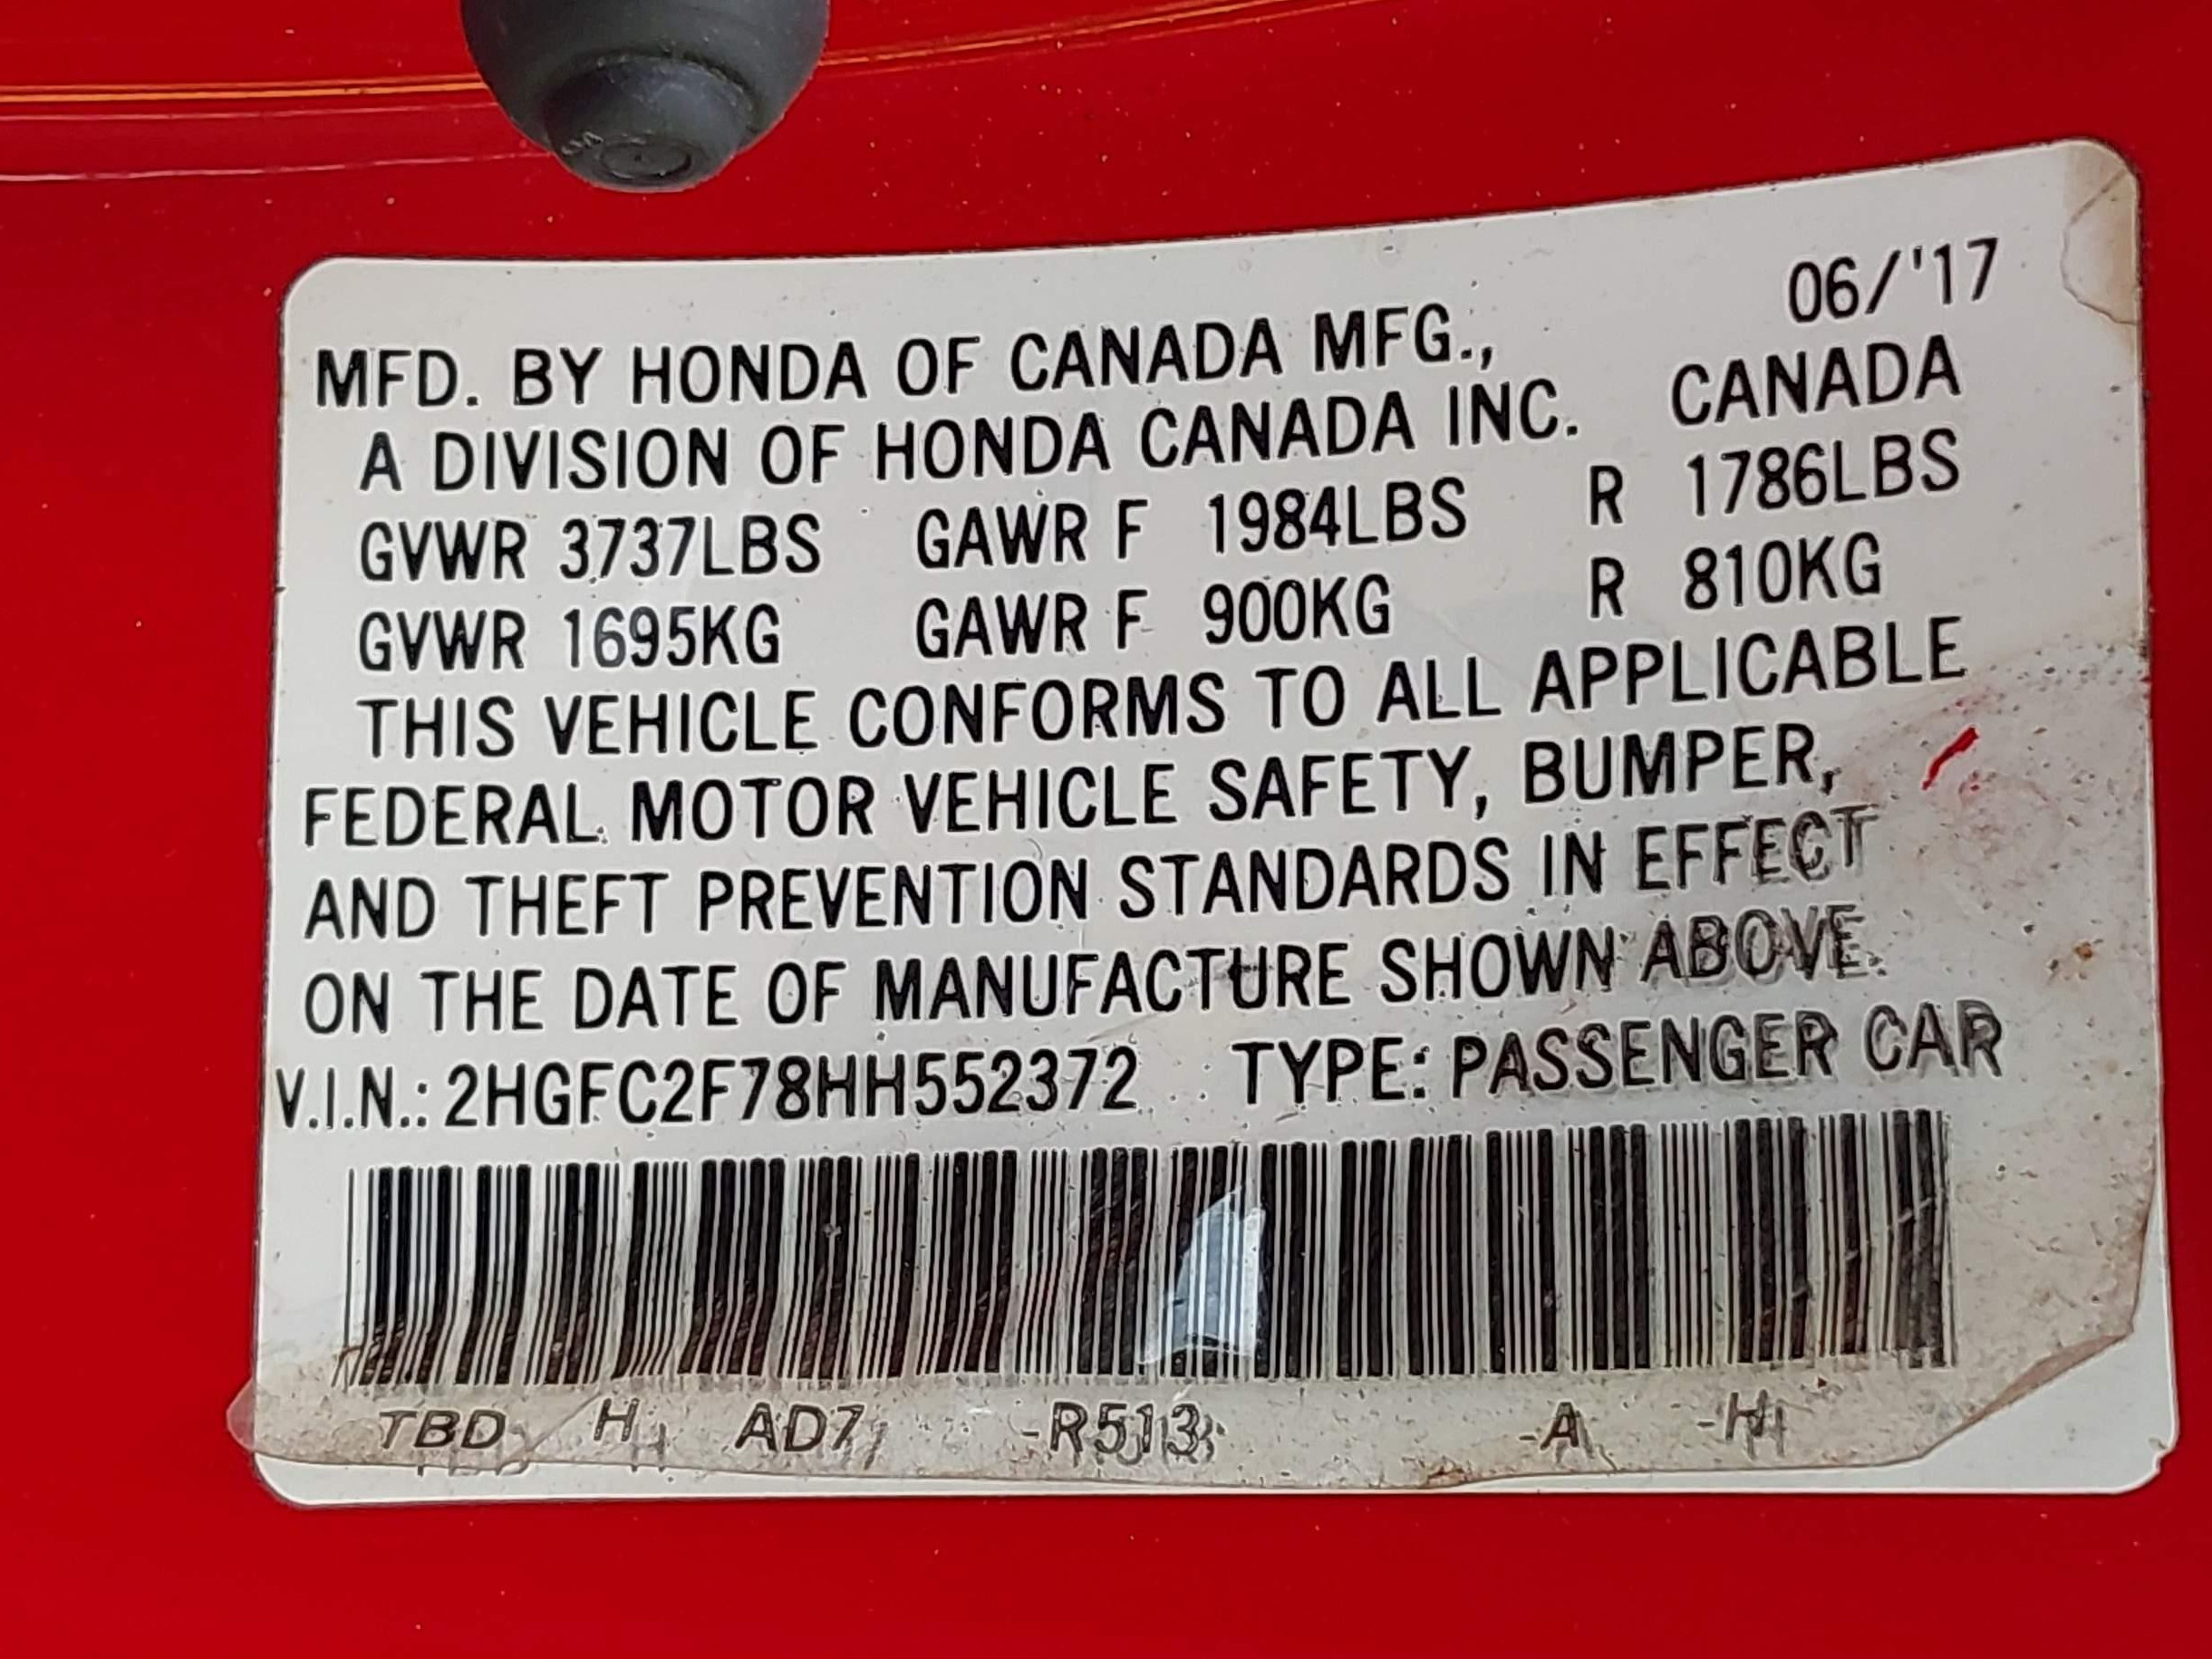 06/'17
MFD. BY HONDA OF CANADA MFG.,
A DIVISION OF HONDA CANADA INC. CANADA
GVWR 3737LBS GAWR F 1984LBS R 1786LBS
GVWR 1695KG GAWR F 900KG R 810KG
THIS VEHICLE CONFORMS TO ALL APPLICABLE
FEDERAL MOTOR VEHICLE SAFETY, BUMPER,
AND THEFT PREVENTION STANDARDS IN EFFECT
ON THE DATE OF MANUFACTURE SHOWN ABOVE.
V.I.N.: 2HGFC2F78HH552372 TYPE: PASSENGER CAR
TBD H AD7 -R513 -A -H